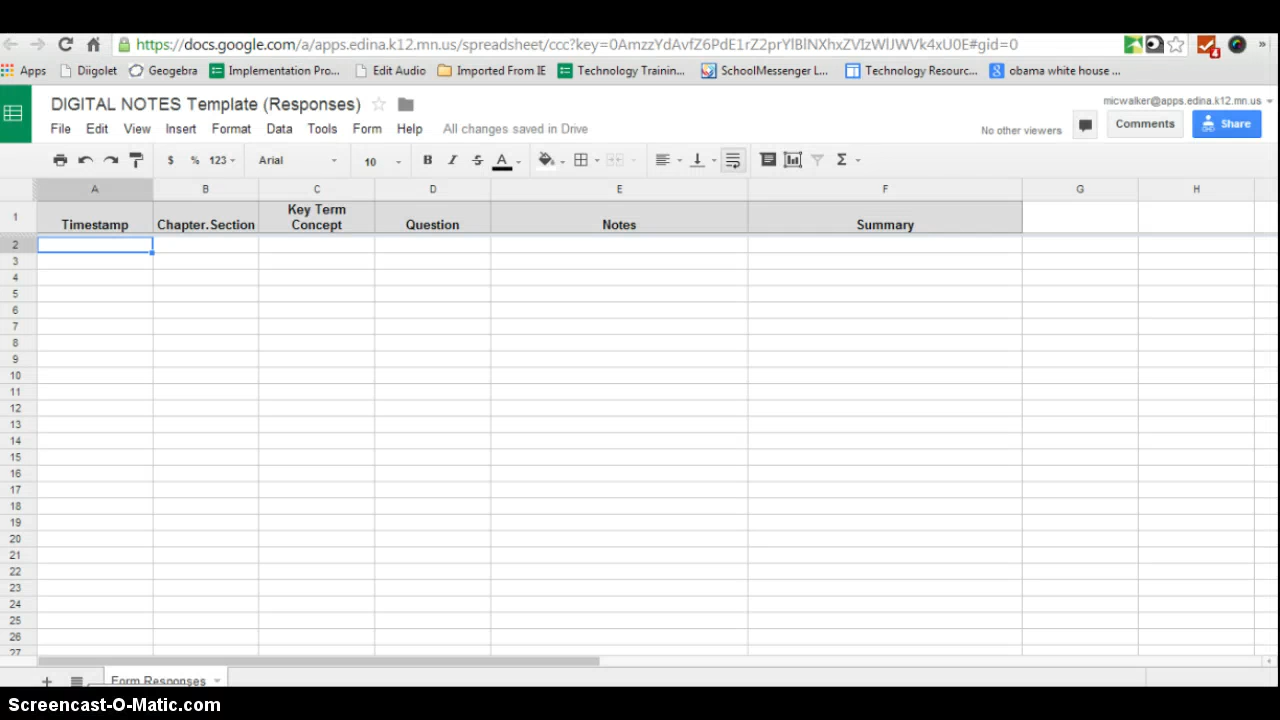 https://docs.google.com/a/apps.edina.k12.mn.us/spreadsheet/ccc?key=0AmzzYdAvfZ6PdE1rZ2prYlBlNXhxZVIzWlJWVk4xU0E#gid=0 4 »
Apps Diigolet Geogebra Implementation Pro... Edit Audio Imported From IE Technology Trainin... SchoolMessenger L... Technology Resourc... obama white house ...
DIGITAL NOTES Template (Responses) micwalker@apps.edina.k12.mn.us
File Edit View Insert Format Data Tools Form Help All changes saved in Drive No other viewers Comments Share
$ % 123 Arial 10 B I S A Σ
A B C D E F G H
1 Timestamp Chapter.Section Key Term Concept Question Notes Summary
2
3
4
5
6
7
8
9
10
11
12
13
14
15
16
17
18
19
20
21
22
23
24
25
26
27
+ Form Responses
Screencast-O-Matic.com